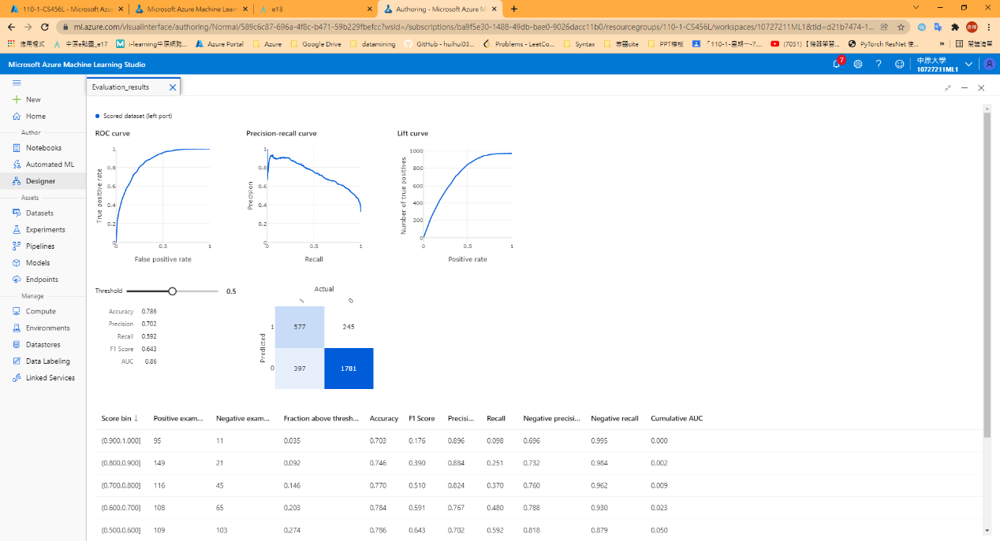 110-1-CS456L - Microsoft Azur
Microsoft Azure Machine Learn
e13
Authoring - Microsoft Azure M
ml.azure.com/visualinterface/authoring/Normal/589c6c87-696a-4f8c-b471-59b229fbefcc?wsid=/subscriptions/ba9f5e30-1488-49db-bae0-9026dacc11b0/resourcegroups/110-1-CS456L/workspaces/10727211ML1&tid=d21b7474-1...
應用程式
中原e點靈_e17
i-learning中原網路...
Azure Portal
Azure
Google Drive
datamining
GitHub - huihui03...
Problems - LeetCo...
Syntax
專題cite
PPT模板
「110-1-星期一-7....
(7051)【機器學習...
PyTorch ResNet 使...
»
閱讀清單
Microsoft Azure Machine Learning Studio
7
中原大學
10727211ML1
New
Home
Author
Notebooks
Automated ML
Designer
Assets
Datasets
Experiments
Pipelines
Models
Endpoints
Manage
Compute
Environments
Datastores
Data Labeling
Linked Services
Evaluation_results
Scored dataset (left port)
ROC curve
1
0.8
0.6
0.4
0.2
0
0
0.5
1
True positive rate
False positive rate
Precision-recall curve
1
0.8
0.6
0.4
0.2
0
0
0.5
1
Precision
Recall
Lift curve
1000
800
600
400
200
0
0
0.5
1
Number of true positives
Positive rate
Threshold 0.5
Accuracy 0.786
Precision 0.702
Recall 0.592
F1 Score 0.643
AUC 0.86
Actual
1 0
Predicted
1 577 245
0 397 1781
Score bin ↓ Positive exam... Negative exam... Fraction above thresh... Accuracy F1 Score Precisi... Recall Negative precisi... Negative recall Cumulative AUC
(0.900,1.000] 95 11 0.035 0.703 0.176 0.896 0.098 0.696 0.995 0.000
(0.800,0.900] 149 21 0.092 0.746 0.390 0.884 0.251 0.732 0.984 0.002
(0.700,0.800] 116 45 0.146 0.770 0.510 0.824 0.370 0.760 0.962 0.009
(0.600,0.700] 108 65 0.203 0.784 0.591 0.767 0.480 0.788 0.930 0.023
(0.500,0.600] 109 103 0.274 0.786 0.643 0.702 0.592 0.818 0.879 0.050